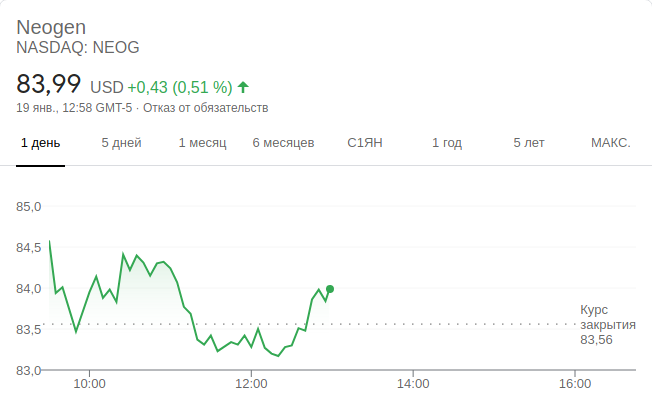 Neogen
NASDAQ: NEOG
83,99 USD +0,43 (0,51 %)
19 янв., 12:58 GMT-5 · Отказ от обязательств
1 день 5 дней 1 месяц 6 месяцев С1ЯН 1 год 5 лет МАКС.
85,0
84,5
84,0
83,5
83,0
Курс
закрытия
83,56
10:00 12:00 14:00 16:00